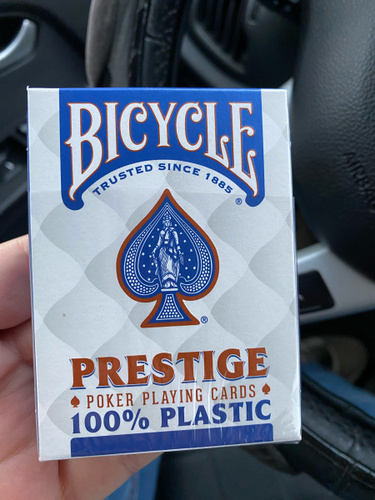 BICYCLE
®
TRUSTED SINCE 1885
®
PRESTIGE
♠ POKER PLAYING CARDS ♠
100% PLASTIC